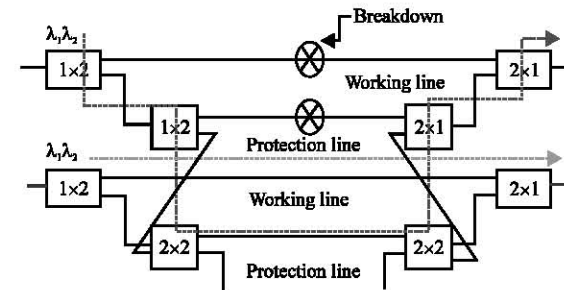 Breakdown
λ₁λ₂
1×2
2×1
Working line
1×2
2×1
Protection line
λ₁λ₂
1×2
2×1
Working line
2×2
2×2
Protection line